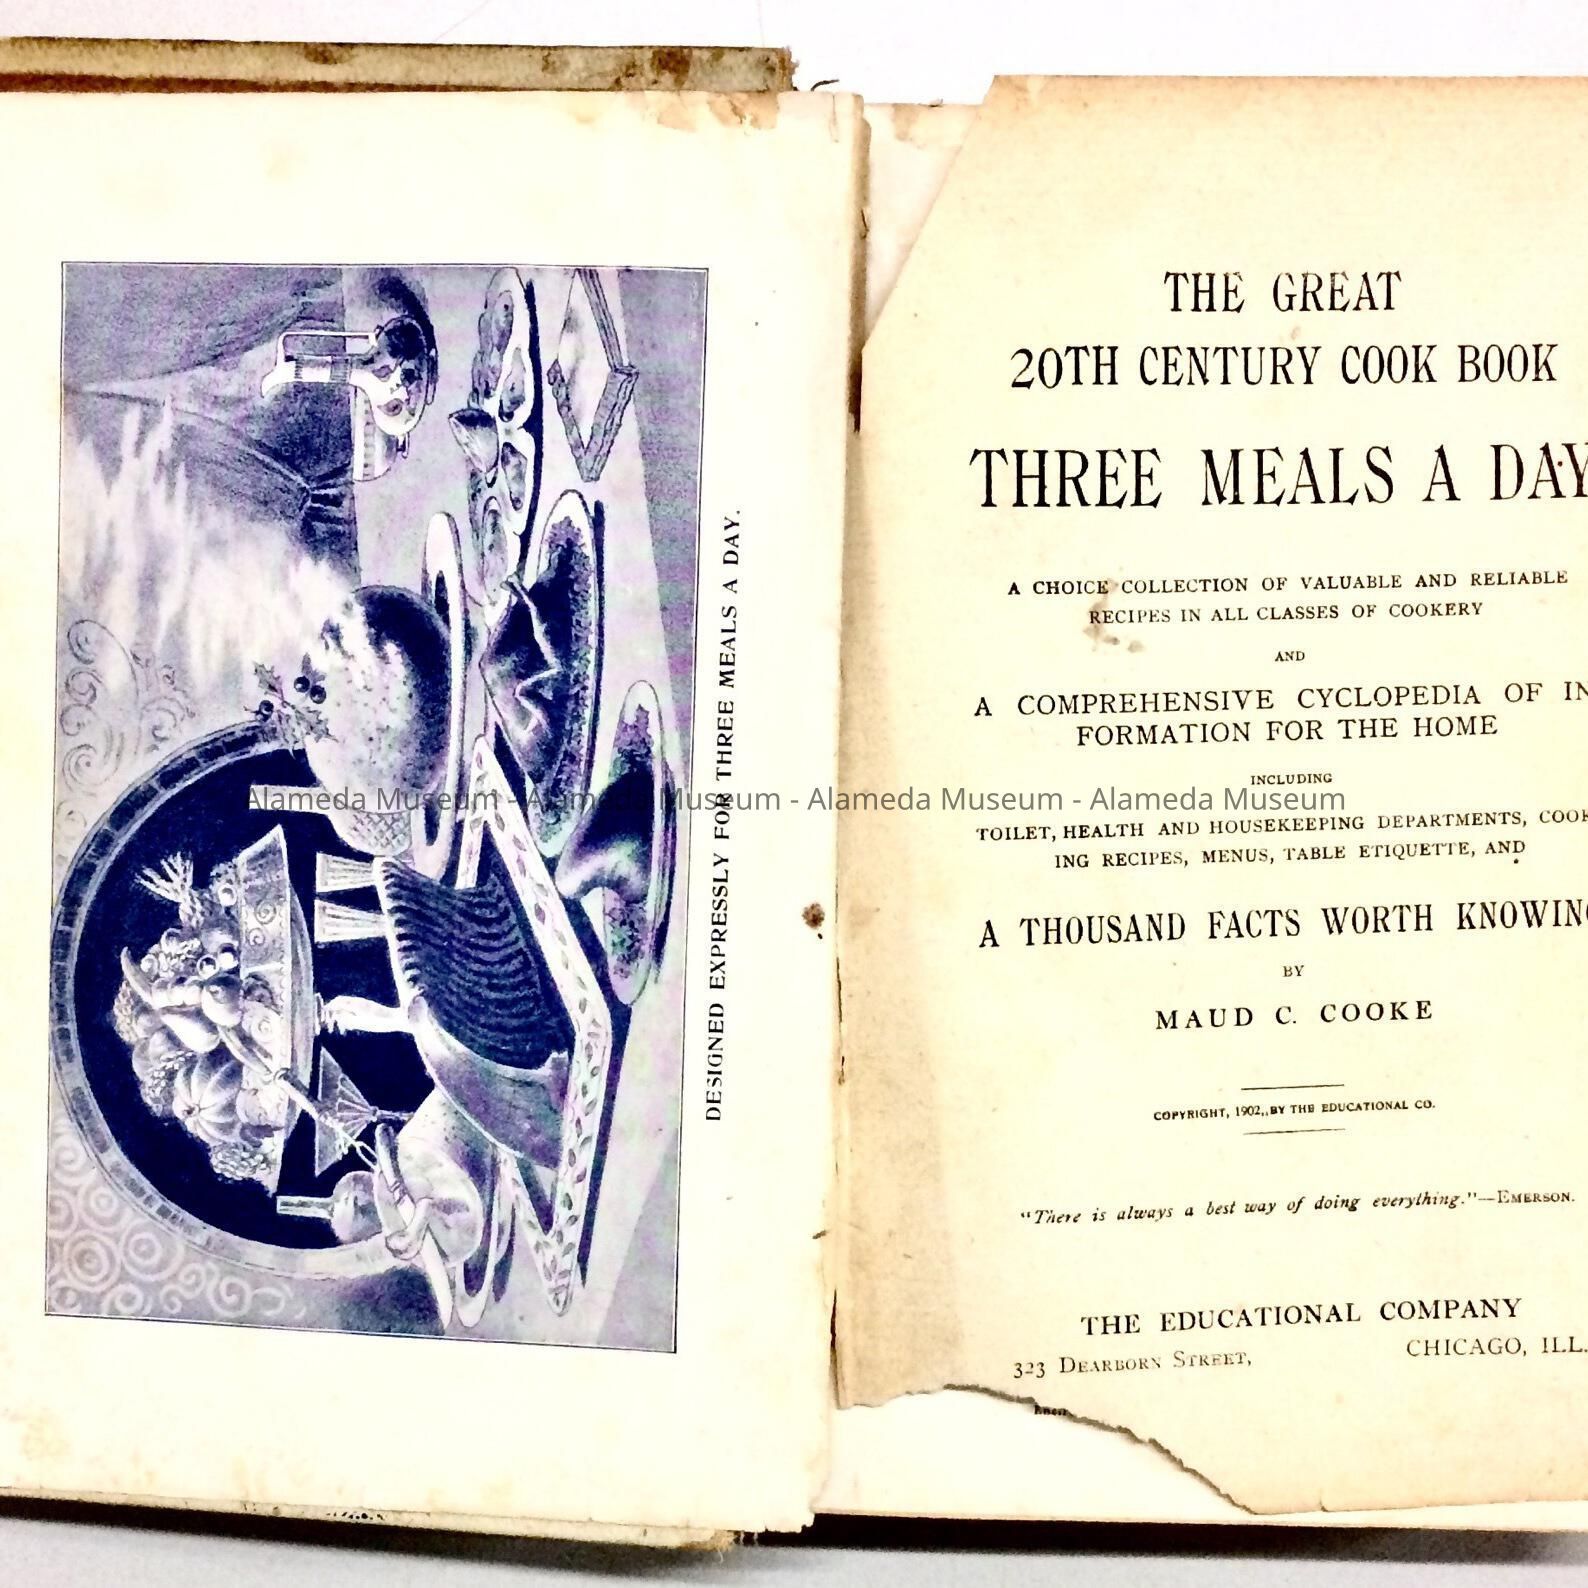 DESIGNED EXPRESSLY FOR THREE MEALS A DAY.
THE GREAT
20TH CENTURY COOK BOOK
THREE MEALS A DAY
A CHOICE COLLECTION OF VALUABLE AND RELIABLE
RECIPES IN ALL CLASSES OF COOKERY
AND
A COMPREHENSIVE CYCLOPEDIA OF IN
FORMATION FOR THE HOME
INCLUDING
TOILET, HEALTH AND HOUSEKEEPING DEPARTMENTS, COOK
ING RECIPES, MENUS, TABLE ETIQUETTE, AND
A THOUSAND FACTS WORTH KNOWING
BY
MAUD C. COOKE
COPYRIGHT, 1902, BY THE EDUCATIONAL CO.
"There is always a best way of doing everything."—EMERSON.
THE EDUCATIONAL COMPANY
323 DEARBORN STREET, CHICAGO, ILL.
Alameda Museum - Alameda Museum - Alameda Museum - Alameda Museum